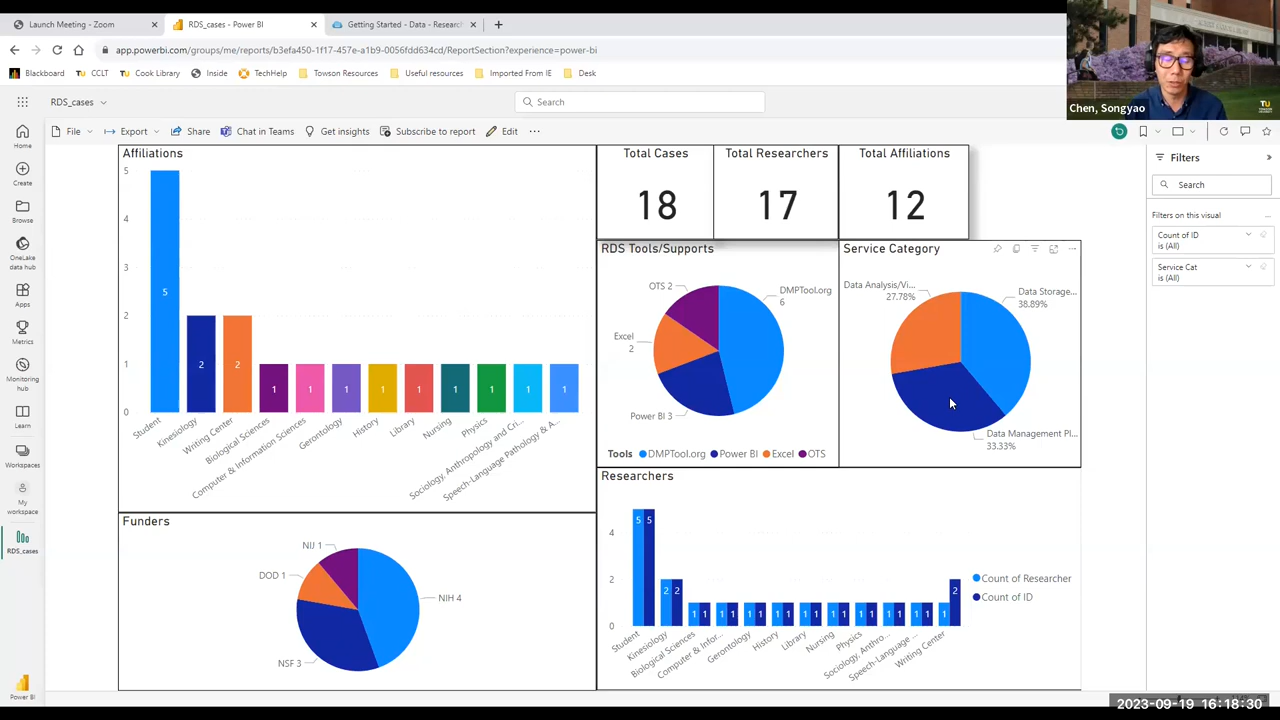 Launch Meeting - Zoom
RDS_cases - Power BI
Getting Started - Data - Researc
app.powerbi.com/groups/me/reports/b3efa450-1f17-457e-a1b9-0056fdd634cd/ReportSection?experience=power-bi
Blackboard
TU CCLT
TU Cook Library
Inside
TechHelp
Towson Resources
Useful resources
Imported From IE
Desk
Chen, Songyao
TU
RDS_cases
Search
File
Export
Share
Chat in Teams
Get insights
Subscribe to report
Edit
Home
Create
Browse
OneLake
data hub
Apps
Metrics
Monitoring
hub
Learn
Workspaces
My
workspace
RDS_cases
Power BI
Affiliations
5
4
3
2
1
0
5
2
2
1
1
1
1
1
1
1
1
1
Student
Kinesiology
Writing Center
Biological Sciences
Computer & Information Sciences
Gerontology
History
Library
Nursing
Physics
Sociology, Anthropology and Cri...
Speech-Language Pathology & A...
Total Cases
18
Total Researchers
17
Total Affiliations
12
RDS Tools/Supports
OTS 2
DMPTool.org
6
Excel
2
Power BI 3
Tools
DMPTool.org
Power BI
Excel
OTS
Service Category
Data Analysis/Vi...
27.78%
Data Storage...
38.89%
Data Management Pl...
33.33%
Funders
NIJ 1
DOD 1
NIH 4
NSF 3
Researchers
4
2
0
5 5
2 2
1 1
1 1
1 1
1 1
1 1
1 1
1 1
1 1
1 1
1 2
Student
Kinesiology
Biological Sciences
Computer & Infor...
Gerontology
History
Library
Nursing
Physics
Sociology, Anthro...
Speech-Language ...
Writing Center
Count of Researcher
Count of ID
Filters
Search
Filters on this visual
Count of ID
is (All)
Service Cat
is (All)
2023-09-19 16:18:30